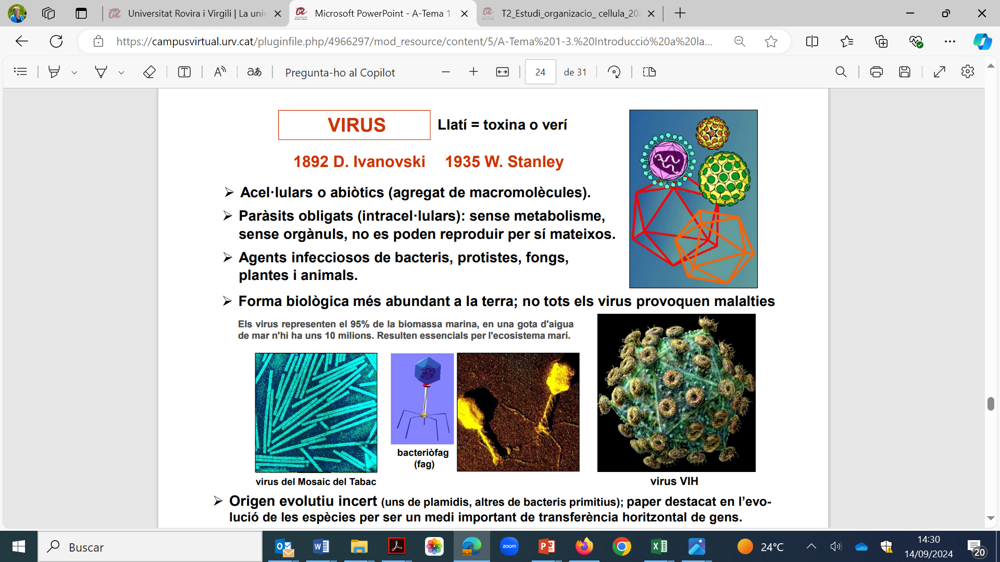 Universitat Rovira i Virgili | La univ
Microsoft PowerPoint - A-Tema 1-
T2_Estudi_organizacio_ cellula_202
https://campusvirtual.urv.cat/pluginfile.php/4966297/mod_resource/content/5/A-Tema%201-3.%20Introducció%20a%20la...
Pregunta-ho al Copilot
24
de 31
VIRUS
Llatí = toxina o verí
1892 D. Ivanovski 1935 W. Stanley
Acel·lulars o abiòtics (agregat de macromolècules).
Paràsits obligats (intracel·lulars): sense metabolisme,
sense orgànuls, no es poden reproduir per sí mateixos.
Agents infecciosos de bacteris, protistes, fongs,
plantes i animals.
Forma biològica més abundant a la terra; no tots els virus provoquen malalties
Els virus representen el 95% de la biomassa marina, en una gota d'aigua
de mar n'hi ha uns 10 milions. Resulten essencials per l'ecosistema marí.
bacteriòfag
(fag)
virus del Mosaic del Tabac
virus VIH
Origen evolutiu incert (uns de plamidis, altres de bacteris primitius); paper destacat en l’evo-
lució de les espècies per ser un medi important de transferència horitzontal de gens.
Buscar
zoom
24°C
14:30
14/09/2024
20